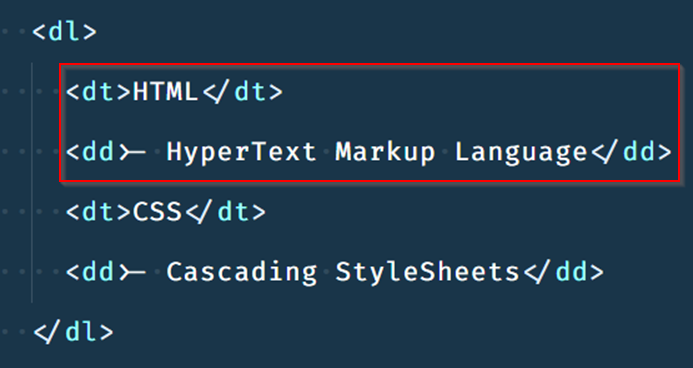 <dl>
<dt>HTML</dt>
<dd>- HyperText Markup Language</dd>
<dt>CSS</dt>
<dd>- Cascading StyleSheets</dd>
</dl>